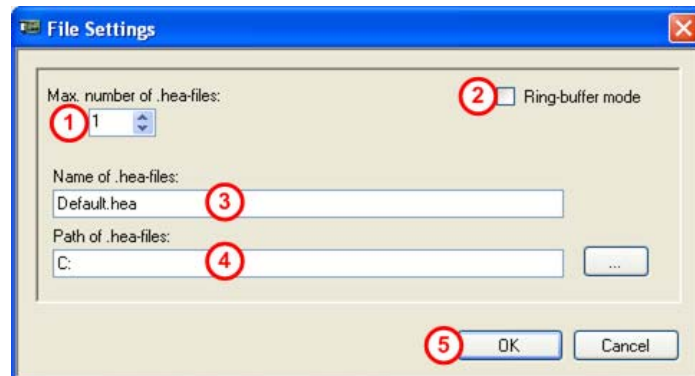 File Settings
Max. number of .hea-files:
2 Ring-buffer mode
1 1
Name of .hea-files:
Default.hea 3
Path of .hea-files:
C: 4 ...
5 OK Cancel